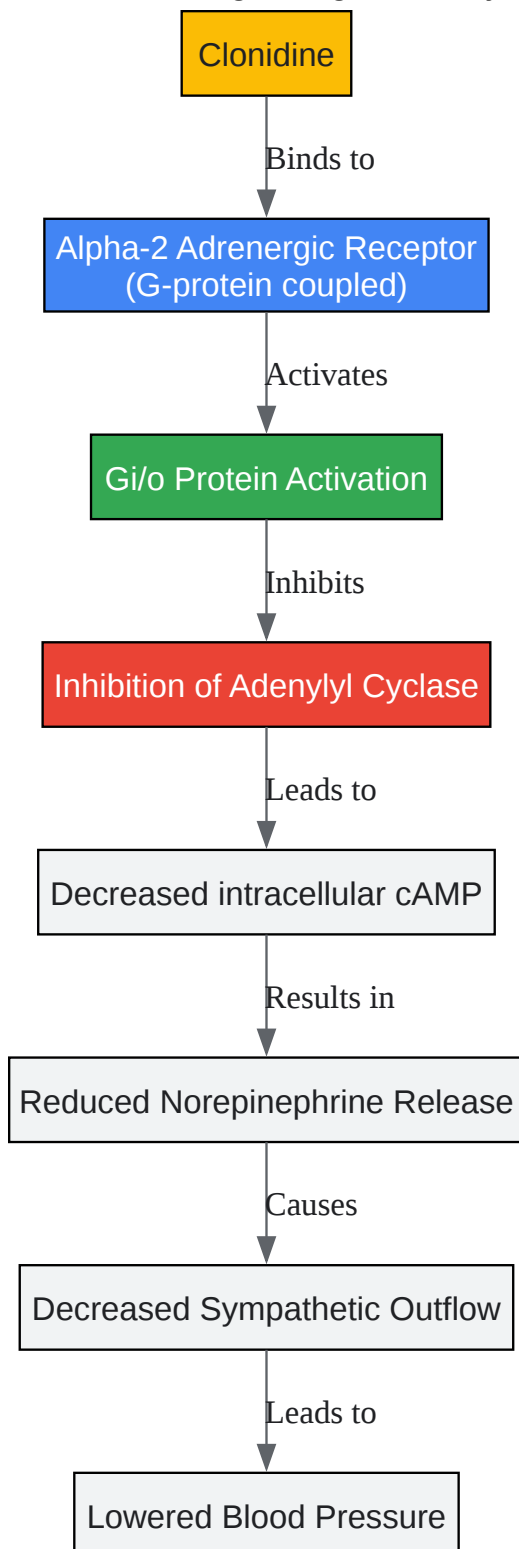 Clonidine
Binds to
Alpha-2 Adrenergic Receptor
(G-protein coupled)
Activates
Gi/o Protein Activation
Inhibits
Inhibition of Adenylyl Cyclase
Leads to
Decreased intracellular cAMP
Results in
Reduced Norepinephrine Release
Causes
Decreased Sympathetic Outflow
Leads to
Lowered Blood Pressure